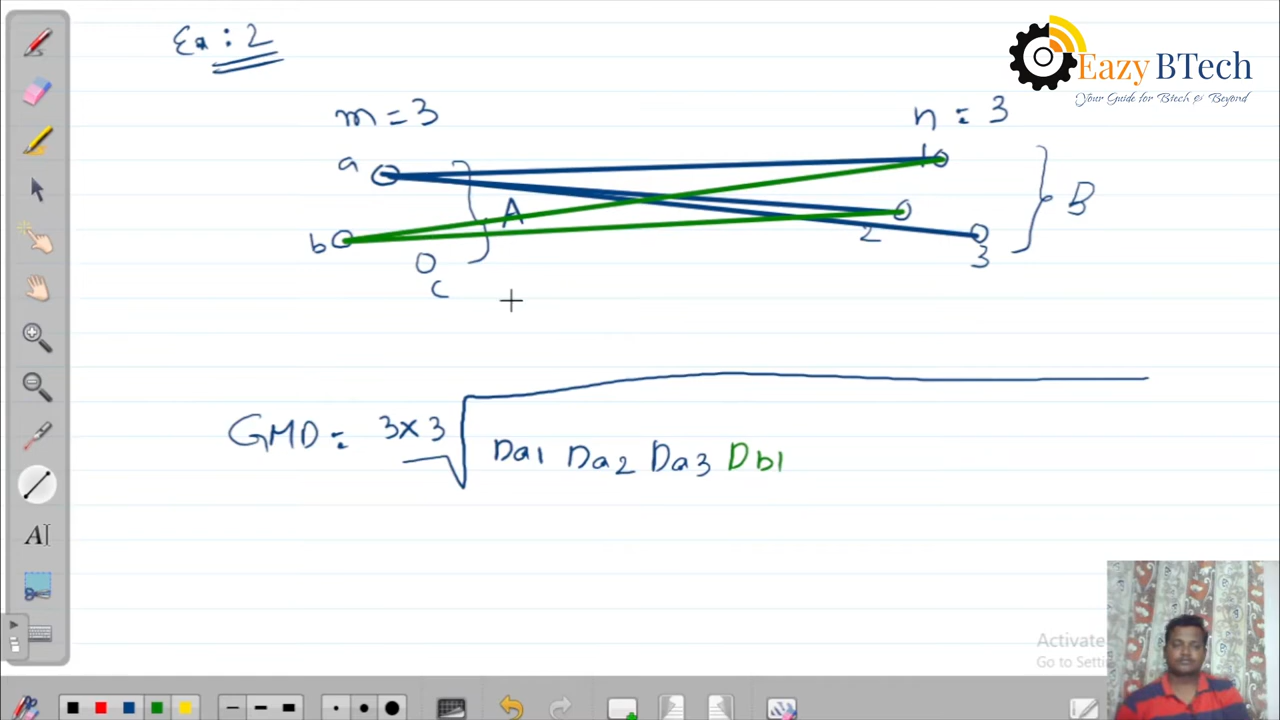 Ex : 2
Eazy BTech
Your Guide for Btech & Beyond
m = 3
n = 3
a
1
A
B
b
2
3
c
GMD = 3x3 √ Da1 Da2 Da3 Db1
AI
Activate
Go to Setti